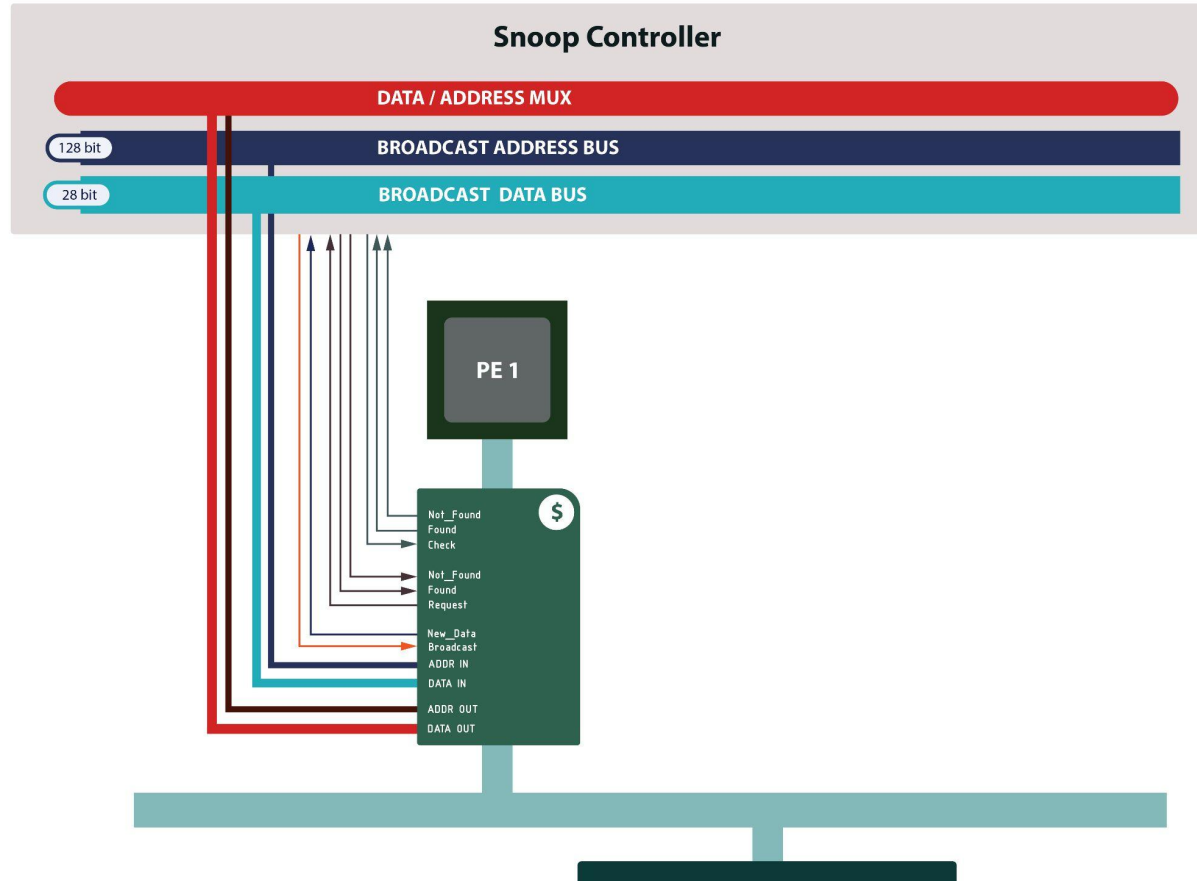 Snoop Controller
DATA / ADDRESS MUX
128 bit
BROADCAST ADDRESS BUS
28 bit
BROADCAST DATA BUS
PE 1
$
Not_Found
Found
Check
Not_Found
Found
Request
New_Data
Broadcast
ADDR IN
DATA IN
ADDR OUT
DATA OUT